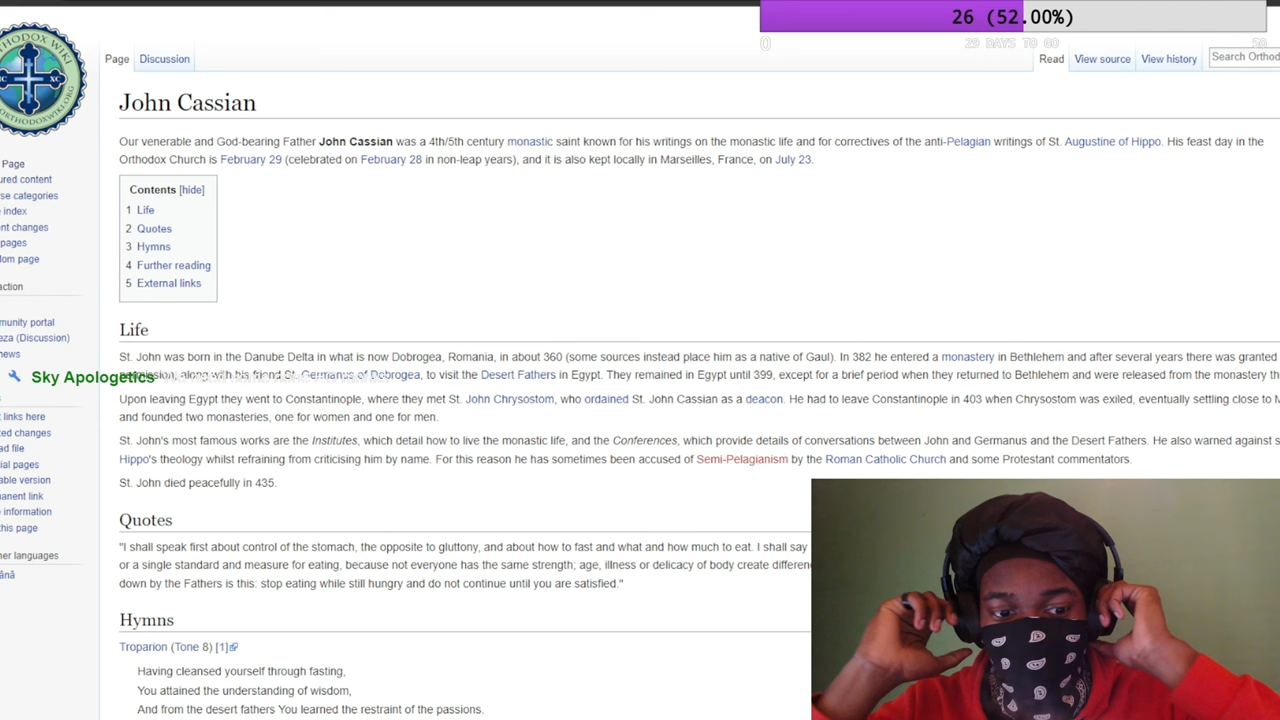 26 (52.00%)
0
29 DAYS TO GO
50
ORTHODOX WIKI
IC XC
ORTHODOXWIKI.ORG
Page
Discussion
Read
View source
View history
Search Orthod
John Cassian
Our venerable and God-bearing Father John Cassian was a 4th/5th century monastic saint known for his writings on the monastic life and for correctives of the anti-Pelagian writings of St. Augustine of Hippo. His feast day in the
Orthodox Church is February 29 (celebrated on February 28 in non-leap years), and it is also kept locally in Marseilles, France, on July 23.
Page
ured content
se categories
e index
ent changes
pages
dom page
action
munity portal
eza (Discussion)
news
Contents [hide]
1 Life
2 Quotes
3 Hymns
4 Further reading
5 External links
Life
St. John was born in the Danube Delta in what is now Dobrogea, Romania, in about 360 (some sources instead place him as a native of Gaul). In 382 he entered a monastery in Bethlehem and after several years there was granted
permission, along with his friend St. Germanus of Dobrogea, to visit the Desert Fathers in Egypt. They remained in Egypt until 399, except for a brief period when they returned to Bethlehem and were released from the monastery the
Sky Apologetics
Upon leaving Egypt they went to Constantinople, where they met St. John Chrysostom, who ordained St. John Cassian as a deacon. He had to leave Constantinople in 403 when Chrysostom was exiled, eventually settling close to M
and founded two monasteries, one for women and one for men.
St. John's most famous works are the Institutes, which detail how to live the monastic life, and the Conferences, which provide details of conversations between John and Germanus and the Desert Fathers. He also warned against s
Hippo's theology whilst refraining from criticising him by name. For this reason he has sometimes been accused of Semi-Pelagianism by the Roman Catholic Church and some Protestant commentators.
St. John died peacefully in 435.
s
links here
ted changes
ad file
ial pages
able version
manent link
information
this page
er languages
ână
Quotes
"I shall speak first about control of the stomach, the opposite to gluttony, and about how to fast and what and how much to eat. I shall say
or a single standard and measure for eating, because not everyone has the same strength; age, illness or delicacy of body create differenc
down by the Fathers is this: stop eating while still hungry and do not continue until you are satisfied."
Hymns
Troparion (Tone 8) [1]
Having cleansed yourself through fasting,
You attained the understanding of wisdom,
And from the desert fathers You learned the restraint of the passions.